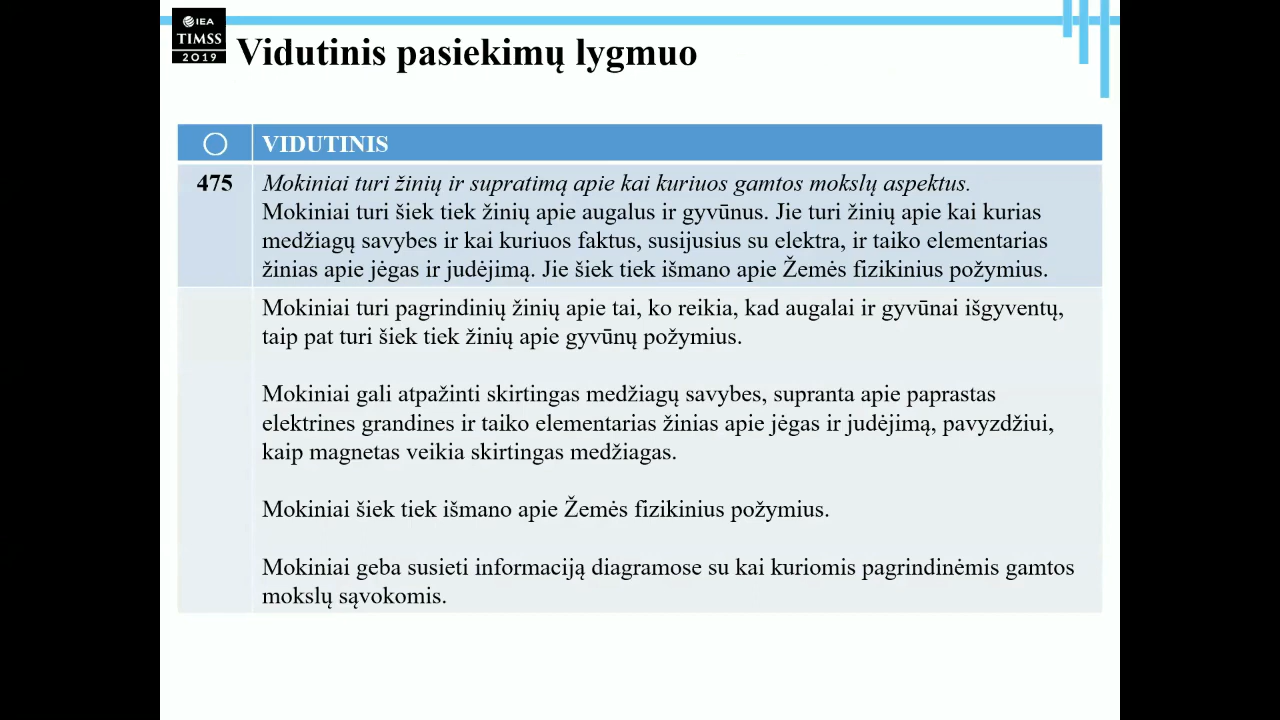 IEA
TIMSS
2019
Vidutinis pasiekimų lygmuo
VIDUTINIS
475
Mokiniai turi žinių ir supratimą apie kai kuriuos gamtos mokslų aspektus.
Mokiniai turi šiek tiek žinių apie augalus ir gyvūnus. Jie turi žinių apie kai kurias
medžiagų savybes ir kai kuriuos faktus, susijusius su elektra, ir taiko elementarias
žinias apie jėgas ir judėjimą. Jie šiek tiek išmano apie Žemės fizikinius požymius.
Mokiniai turi pagrindinių žinių apie tai, ko reikia, kad augalai ir gyvūnai išgyventų,
taip pat turi šiek tiek žinių apie gyvūnų požymius.
Mokiniai gali atpažinti skirtingas medžiagų savybes, supranta apie paprastas
elektrines grandines ir taiko elementarias žinias apie jėgas ir judėjimą, pavyzdžiui,
kaip magnetas veikia skirtingas medžiagas.
Mokiniai šiek tiek išmano apie Žemės fizikinius požymius.
Mokiniai geba susieti informaciją diagramose su kai kuriomis pagrindinėmis gamtos
mokslų sąvokomis.